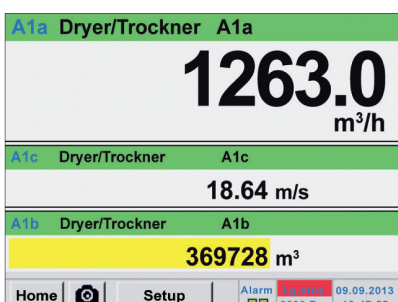 A1a Dryer/Trockner A1a
1263.0
m³/h
A1c Dryer/Trockner A1c
18.64 m/s
A1b Dryer/Trockner A1b
369728 m³
Home Setup Alarm 09.09.2013